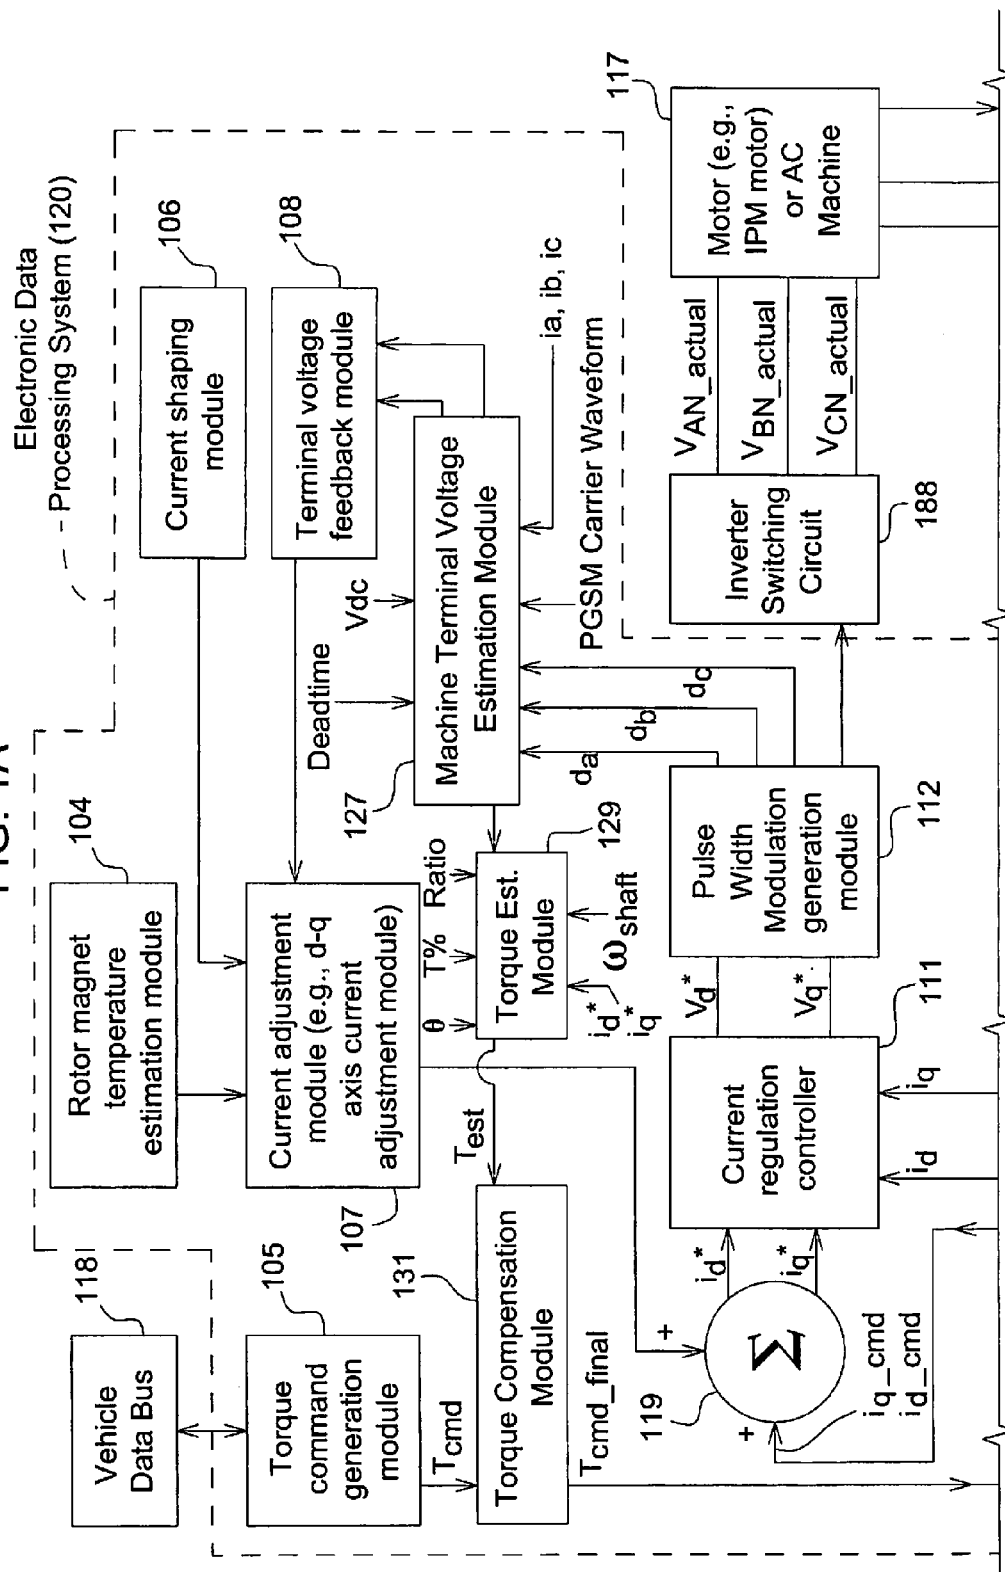 FIG. 1A
Electronic Data
Processing System (120)
Vehicle
Data Bus
118
Torque
command
generation
module
105
Tcmd
Torque Compensation
Module
131
Tcmd_final
Rotor magnet
temperature
estimation module
104
Current adjustment
module (e.g., d-q
axis current
adjustment module)
107
Current shaping
module
106
Terminal voltage
feedback module
108
Deadtime
Vdc
Machine Terminal Voltage
Estimation Module
127
PGSM Carrier Waveform
ia, ib, ic
da
db
dc
θ
T%
Ratio
Torque Est.
Module
129
id*
iq*
ωshaft
Test
+
+
Σ
119
iq_cmd
id_cmd
id*
iq*
Current
regulation
controller
111
id
iq
Vd*
Vq*
Pulse
Width
Modulation
generation
module
112
Inverter
Switching
Circuit
188
VAN_actual
VBN_actual
VCN_actual
Motor (e.g.,
IPM motor)
or AC
Machine
117